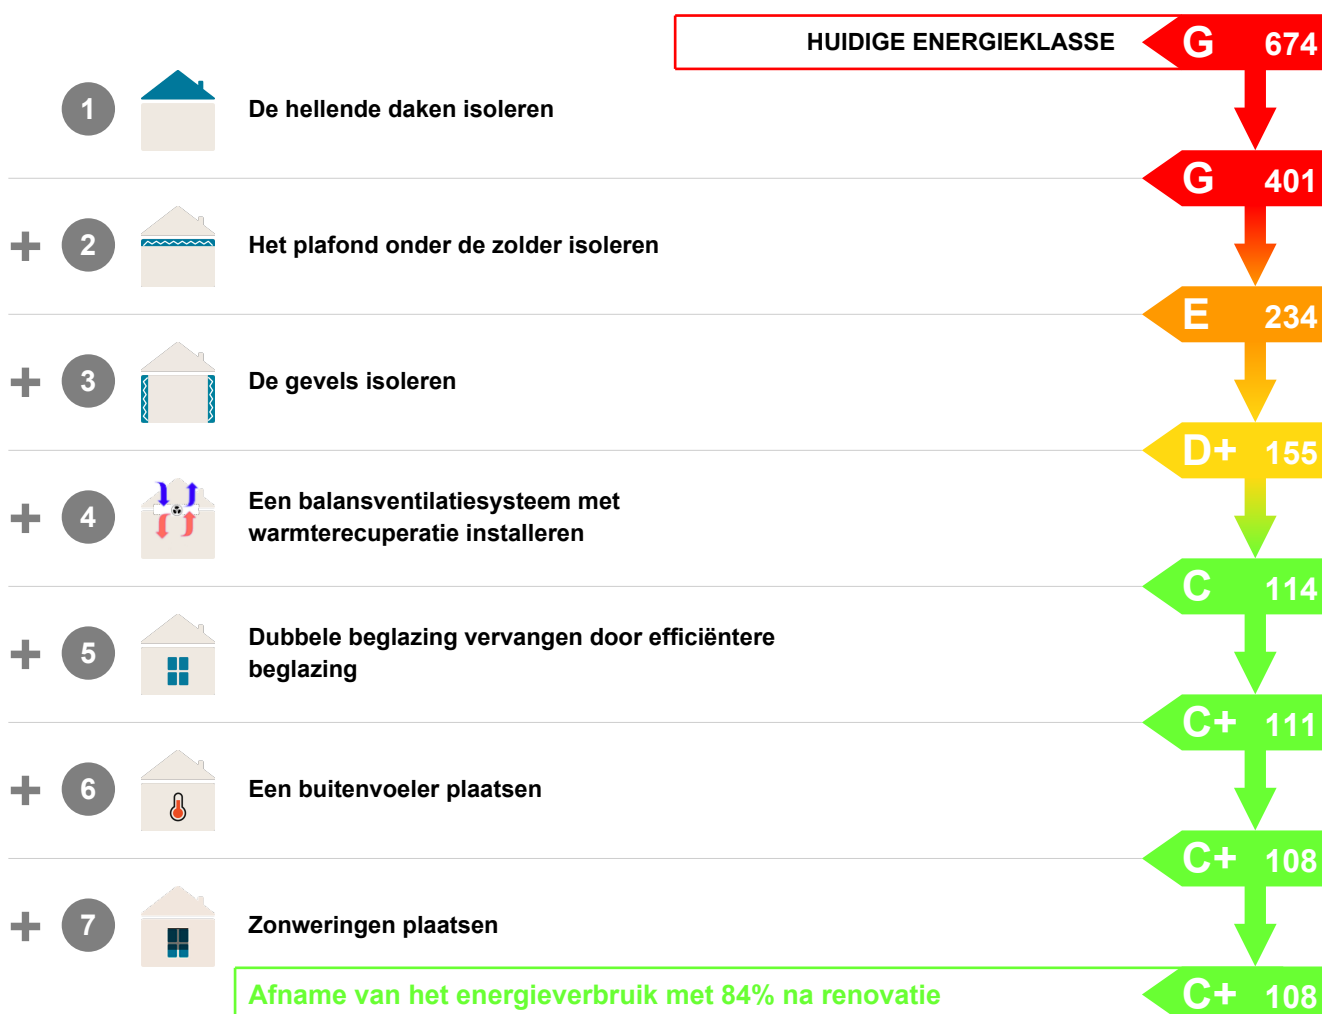 HUIDIGE ENERGIEKLASSE G 674
1 De hellende daken isoleren
G 401
+ 2 Het plafond onder de zolder isoleren
E 234
+ 3 De gevels isoleren
D+ 155
+ 4 Een balansventilatiesysteem met
warmterecuperatie installeren
C 114
+ 5 Dubbele beglazing vervangen door efficiëntere
beglazing
C+ 111
+ 6 Een buitenvoeler plaatsen
C+ 108
+ 7 Zonweringen plaatsen
Afname van het energieverbruik met 84% na renovatie C+ 108